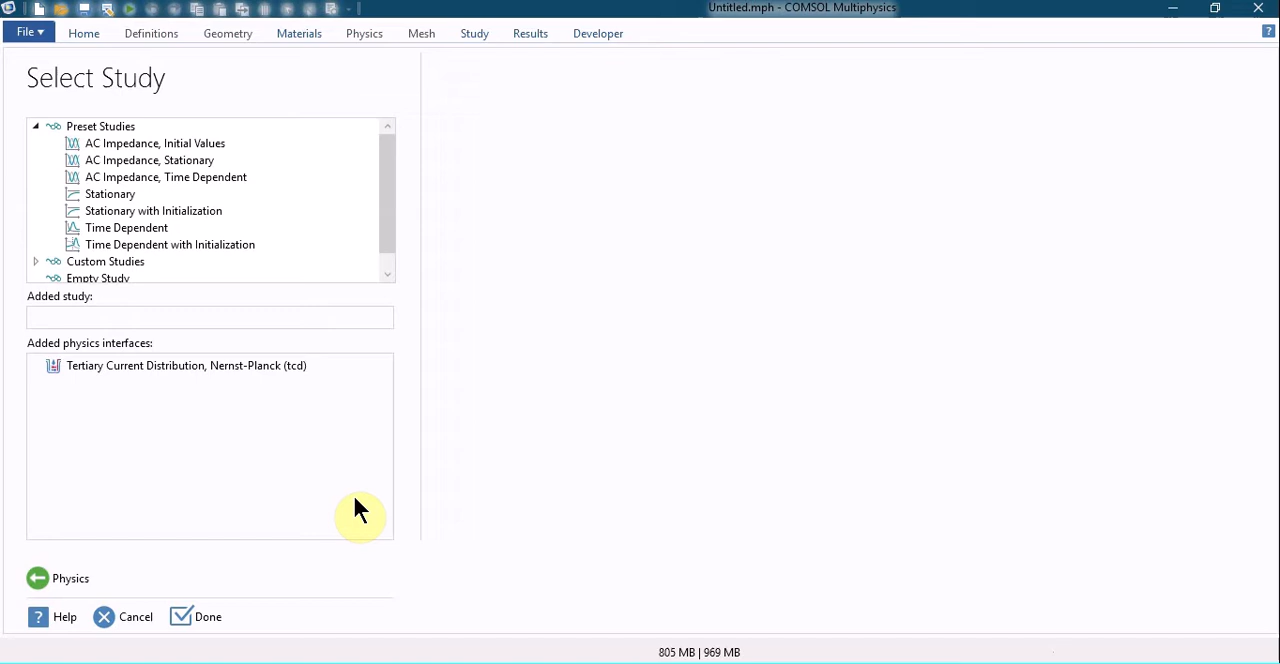 Untitled.mph - COMSOL Multiphysics
File Home Definitions Geometry Materials Physics Mesh Study Results Developer ?
Select Study
Preset Studies
AC Impedance, Initial Values
AC Impedance, Stationary
AC Impedance, Time Dependent
Stationary
Stationary with Initialization
Time Dependent
Time Dependent with Initialization
Custom Studies
Empty Study
Added study:
Added physics interfaces:
Tertiary Current Distribution, Nernst-Planck (tcd)
Physics
? Help Cancel Done
805 MB | 969 MB